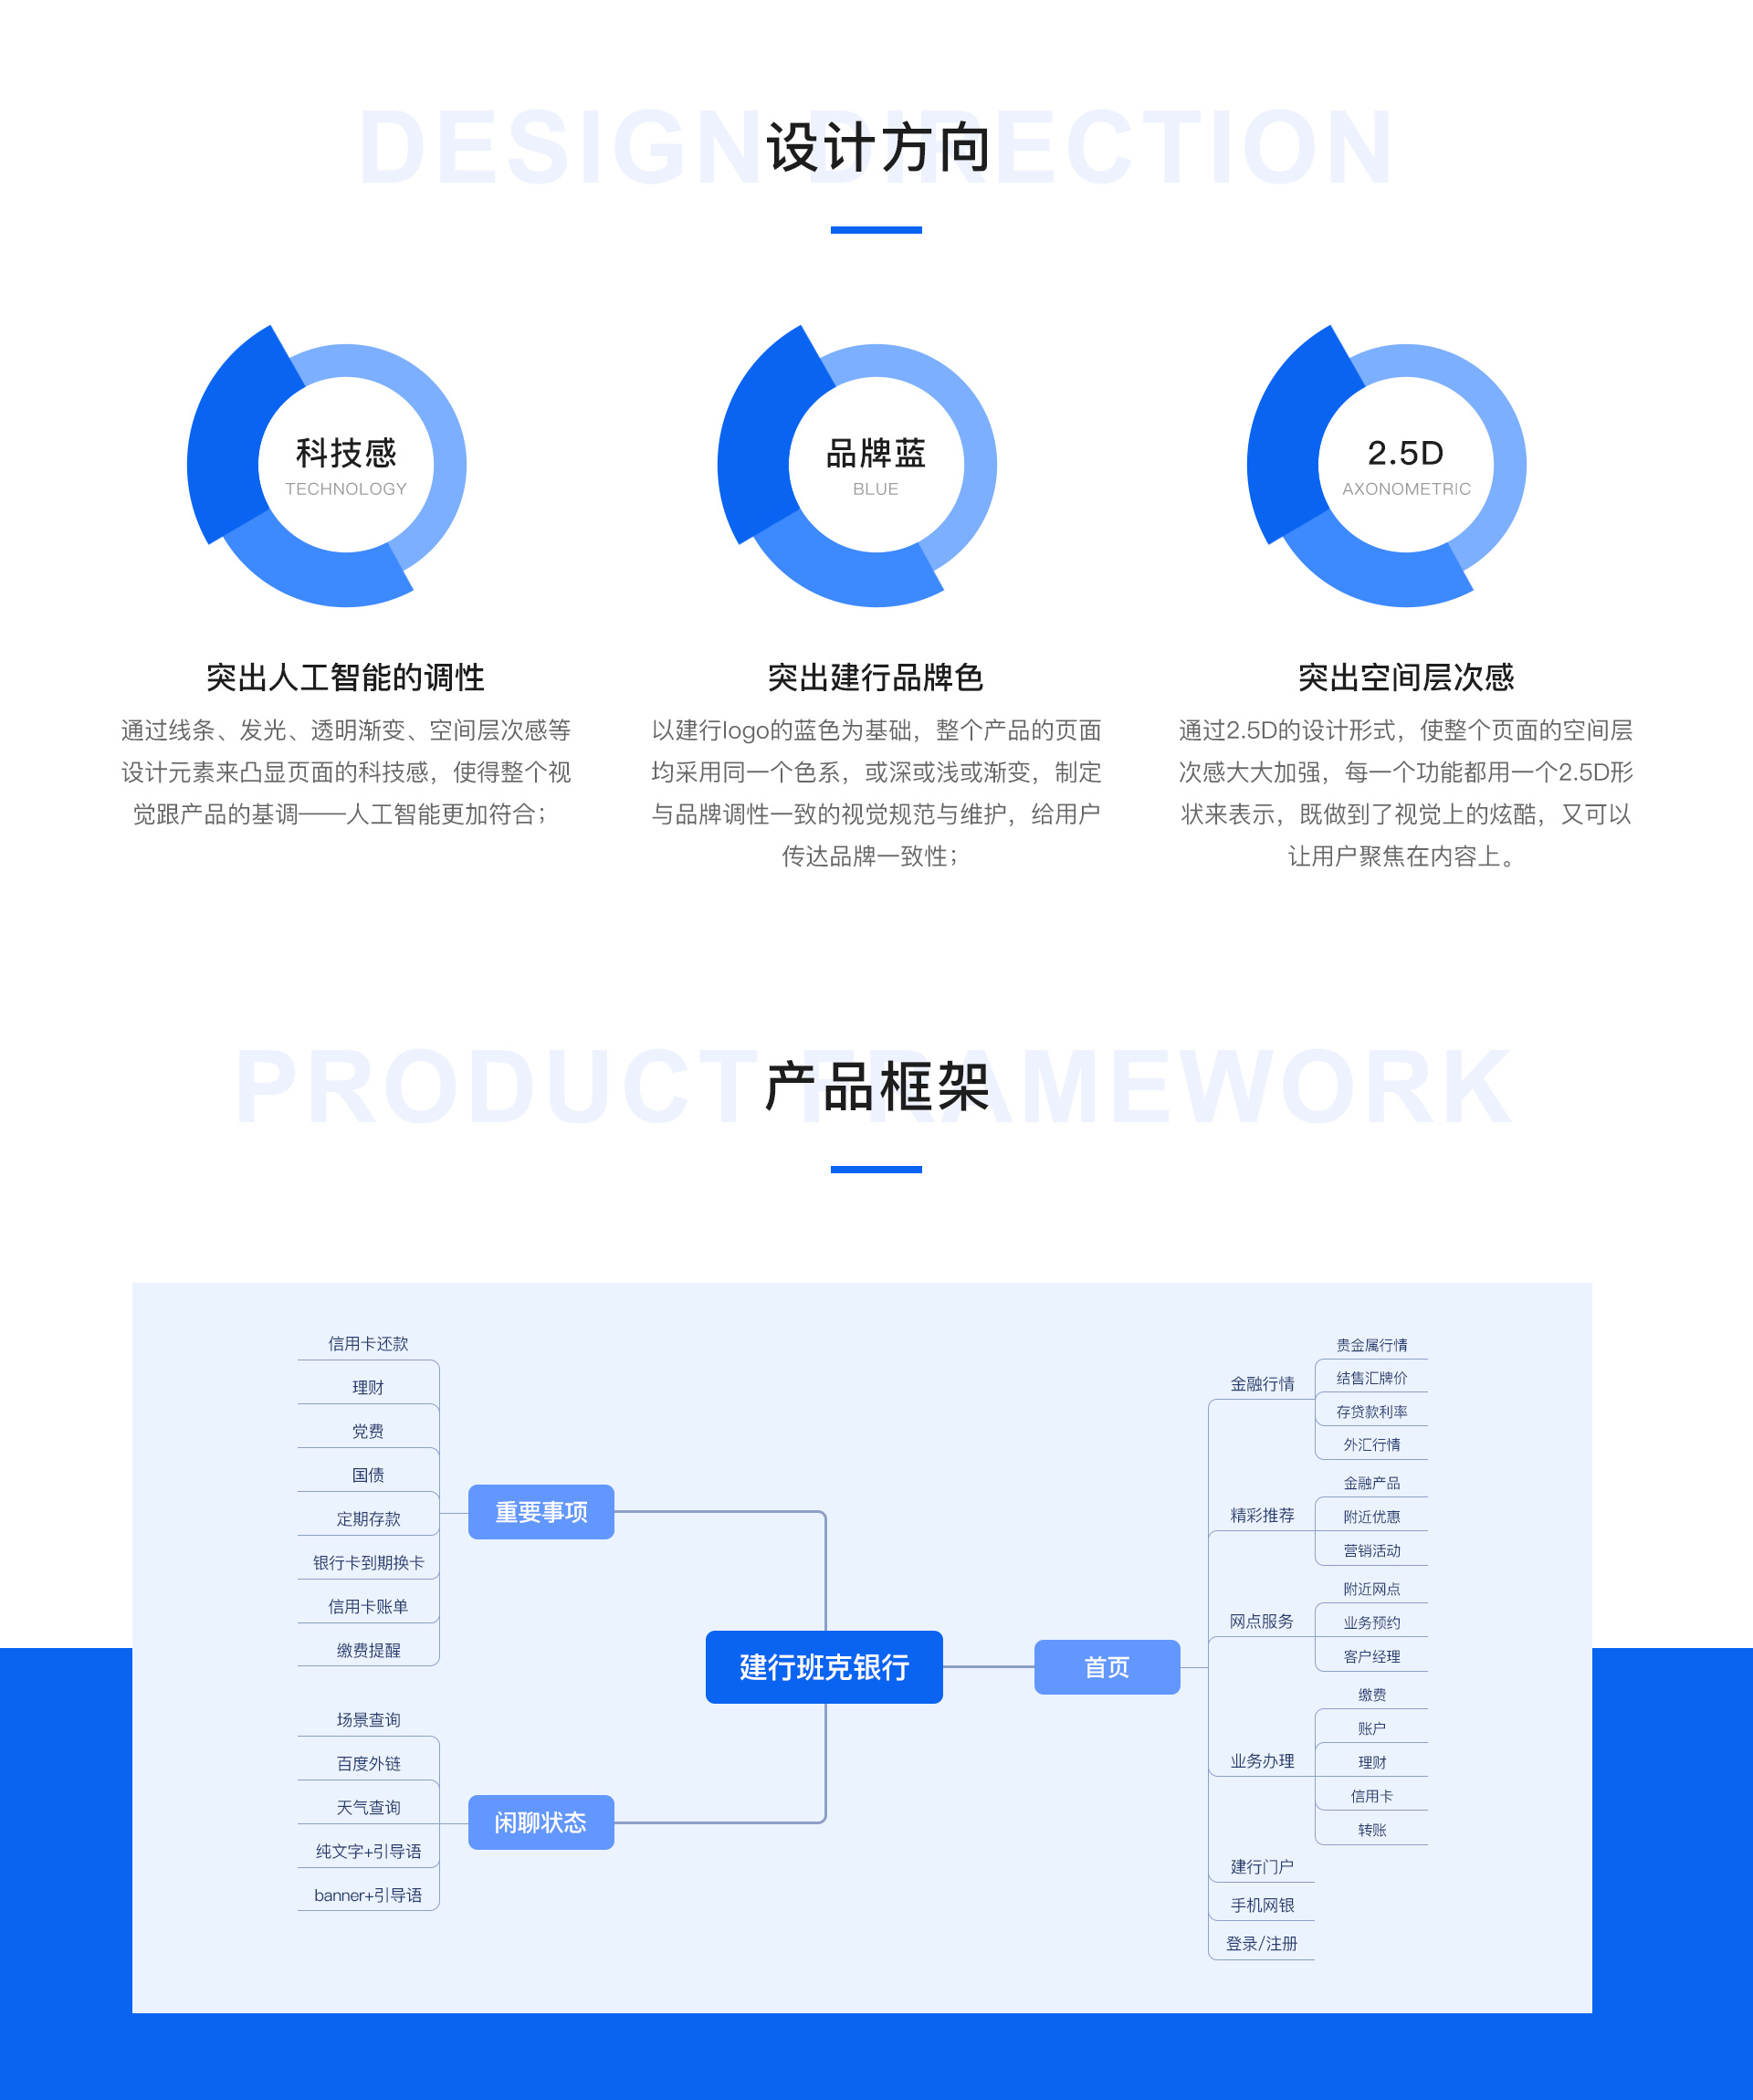 DESIGN DIRECTION
设计方向
科技感
TECHNOLOGY
突出人工智能的调性
通过线条、发光、透明渐变、空间层次感等
设计元素来凸显页面的科技感，使得整个视
觉跟产品的基调——人工智能更加符合；
品牌蓝
BLUE
突出建行品牌色
以建行logo的蓝色为基础，整个产品的页面
均采用同一个色系，或深或浅或渐变，制定
与品牌调性一致的视觉规范与维护，给用户
传达品牌一致性；
2.5D
AXONOMETRIC
突出空间层次感
通过2.5D的设计形式，使整个页面的空间层
次感大大加强，每一个功能都用一个2.5D形
状来表示，既做到了视觉上的炫酷，又可以
让用户聚焦在内容上。
PRODUCT FRAMEWORK
产品框架
信用卡还款
理财
党费
国债
定期存款
银行卡到期换卡
信用卡账单
缴费提醒
重要事项
场景查询
百度外链
天气查询
纯文字+引导语
banner+引导语
闲聊状态
建行班克银行
首页
金融行情
贵金属行情
结售汇牌价
存贷款利率
外汇行情
精彩推荐
金融产品
附近优惠
营销活动
网点服务
附近网点
业务预约
客户经理
业务办理
缴费
账户
理财
信用卡
转账
建行门户
手机网银
登录/注册